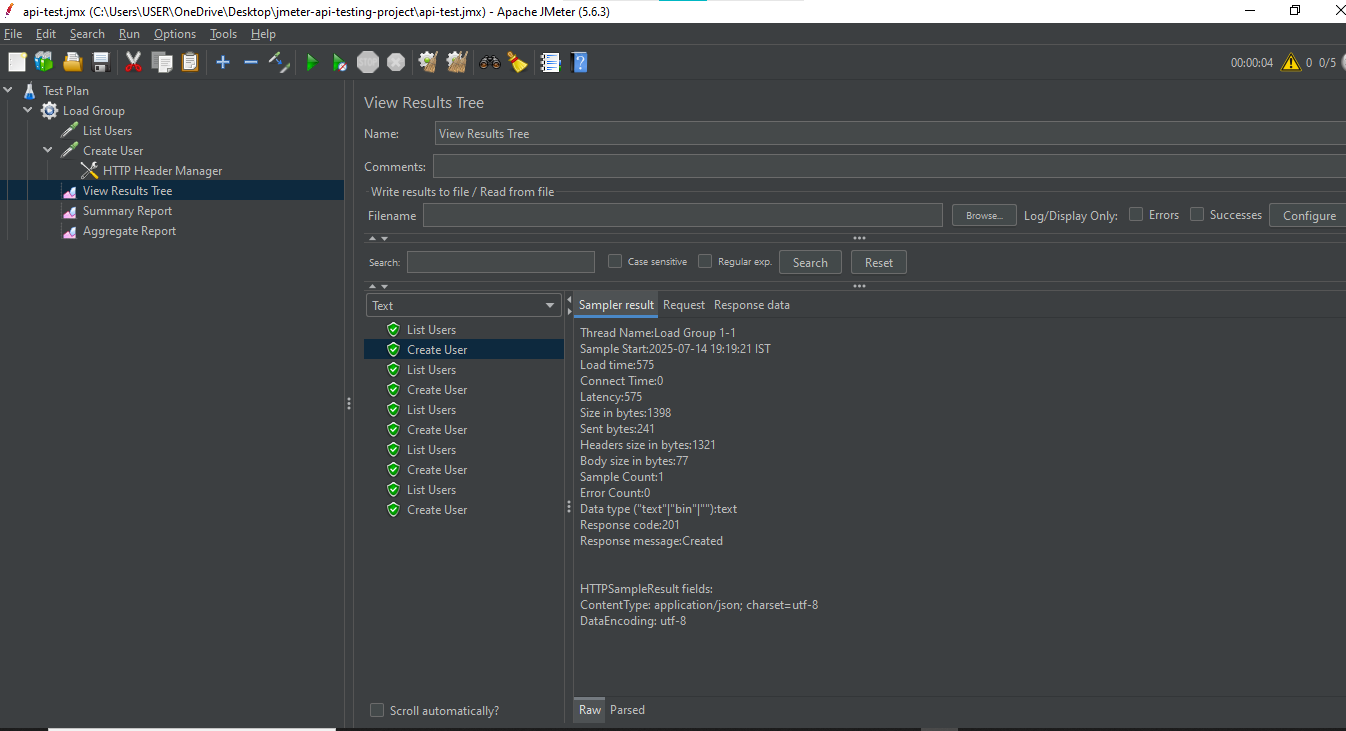 api-test.jmx (C:\Users\USER\OneDrive\Desktop\jmeter-api-testing-project\api-test.jmx) - Apache JMeter (5.6.3)
File Edit Search Run Options Tools Help
STOP
00:00:04 0 0/5
Test Plan
Load Group
List Users
Create User
HTTP Header Manager
View Results Tree
Summary Report
Aggregate Report
View Results Tree
Name: View Results Tree
Comments:
Write results to file / Read from file
Filename Browse... Log/Display Only: Errors Successes Configure
Search: Case sensitive Regular exp. Search Reset
Text
List Users
Create User
List Users
Create User
List Users
Create User
List Users
Create User
List Users
Create User
Scroll automatically?
Sampler result Request Response data
Thread Name:Load Group 1-1
Sample Start:2025-07-14 19:19:21 IST
Load time:575
Connect Time:0
Latency:575
Size in bytes:1398
Sent bytes:241
Headers size in bytes:1321
Body size in bytes:77
Sample Count:1
Error Count:0
Data type ("text"|"bin"|""):text
Response code:201
Response message:Created
HTTPSampleResult fields:
ContentType: application/json; charset=utf-8
DataEncoding: utf-8
Raw Parsed